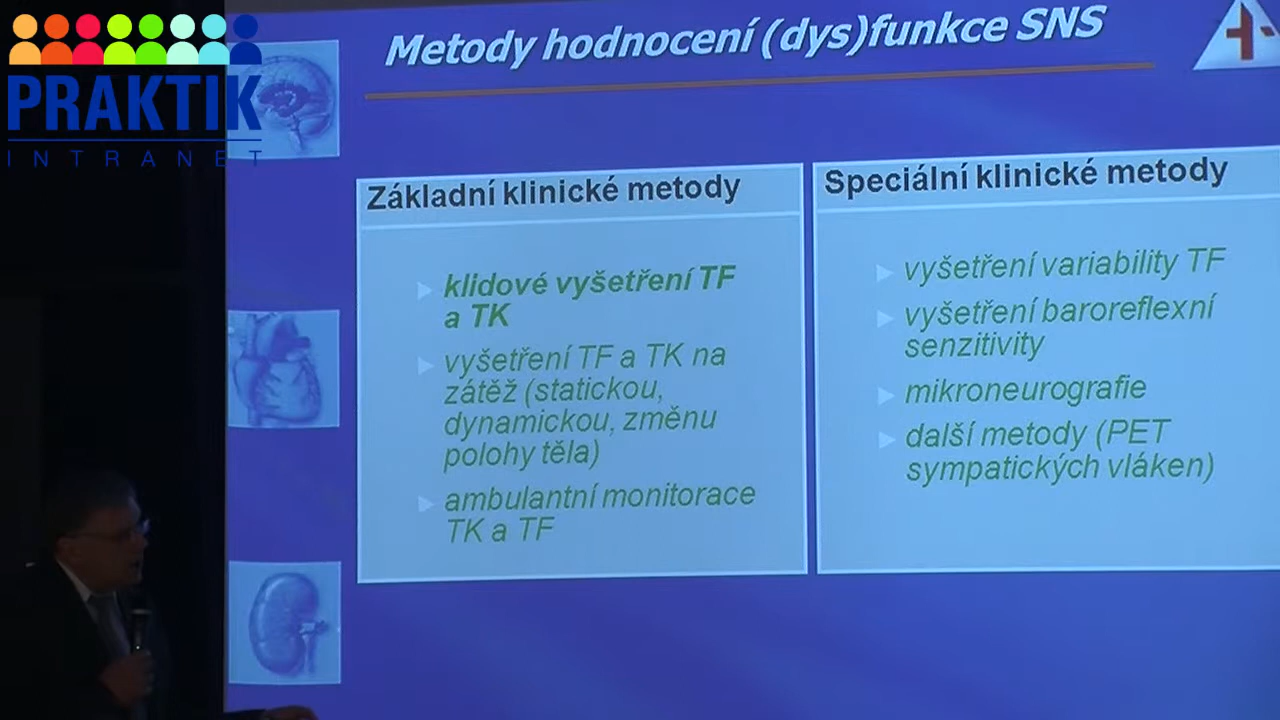 PRAKTIK
INTRANET
Metody hodnocení (dys)funkce SNS
Základní klinické metody
klidové vyšetření TF
a TK
vyšetření TF a TK na
zátěž (statickou,
dynamickou, změnu
polohy těla)
ambulantní monitorace
TK a TF
Speciální klinické metody
vyšetření variability TF
vyšetření baroreflexní
senzitivity
mikroneurografie
další metody (PET
sympatických vláken)